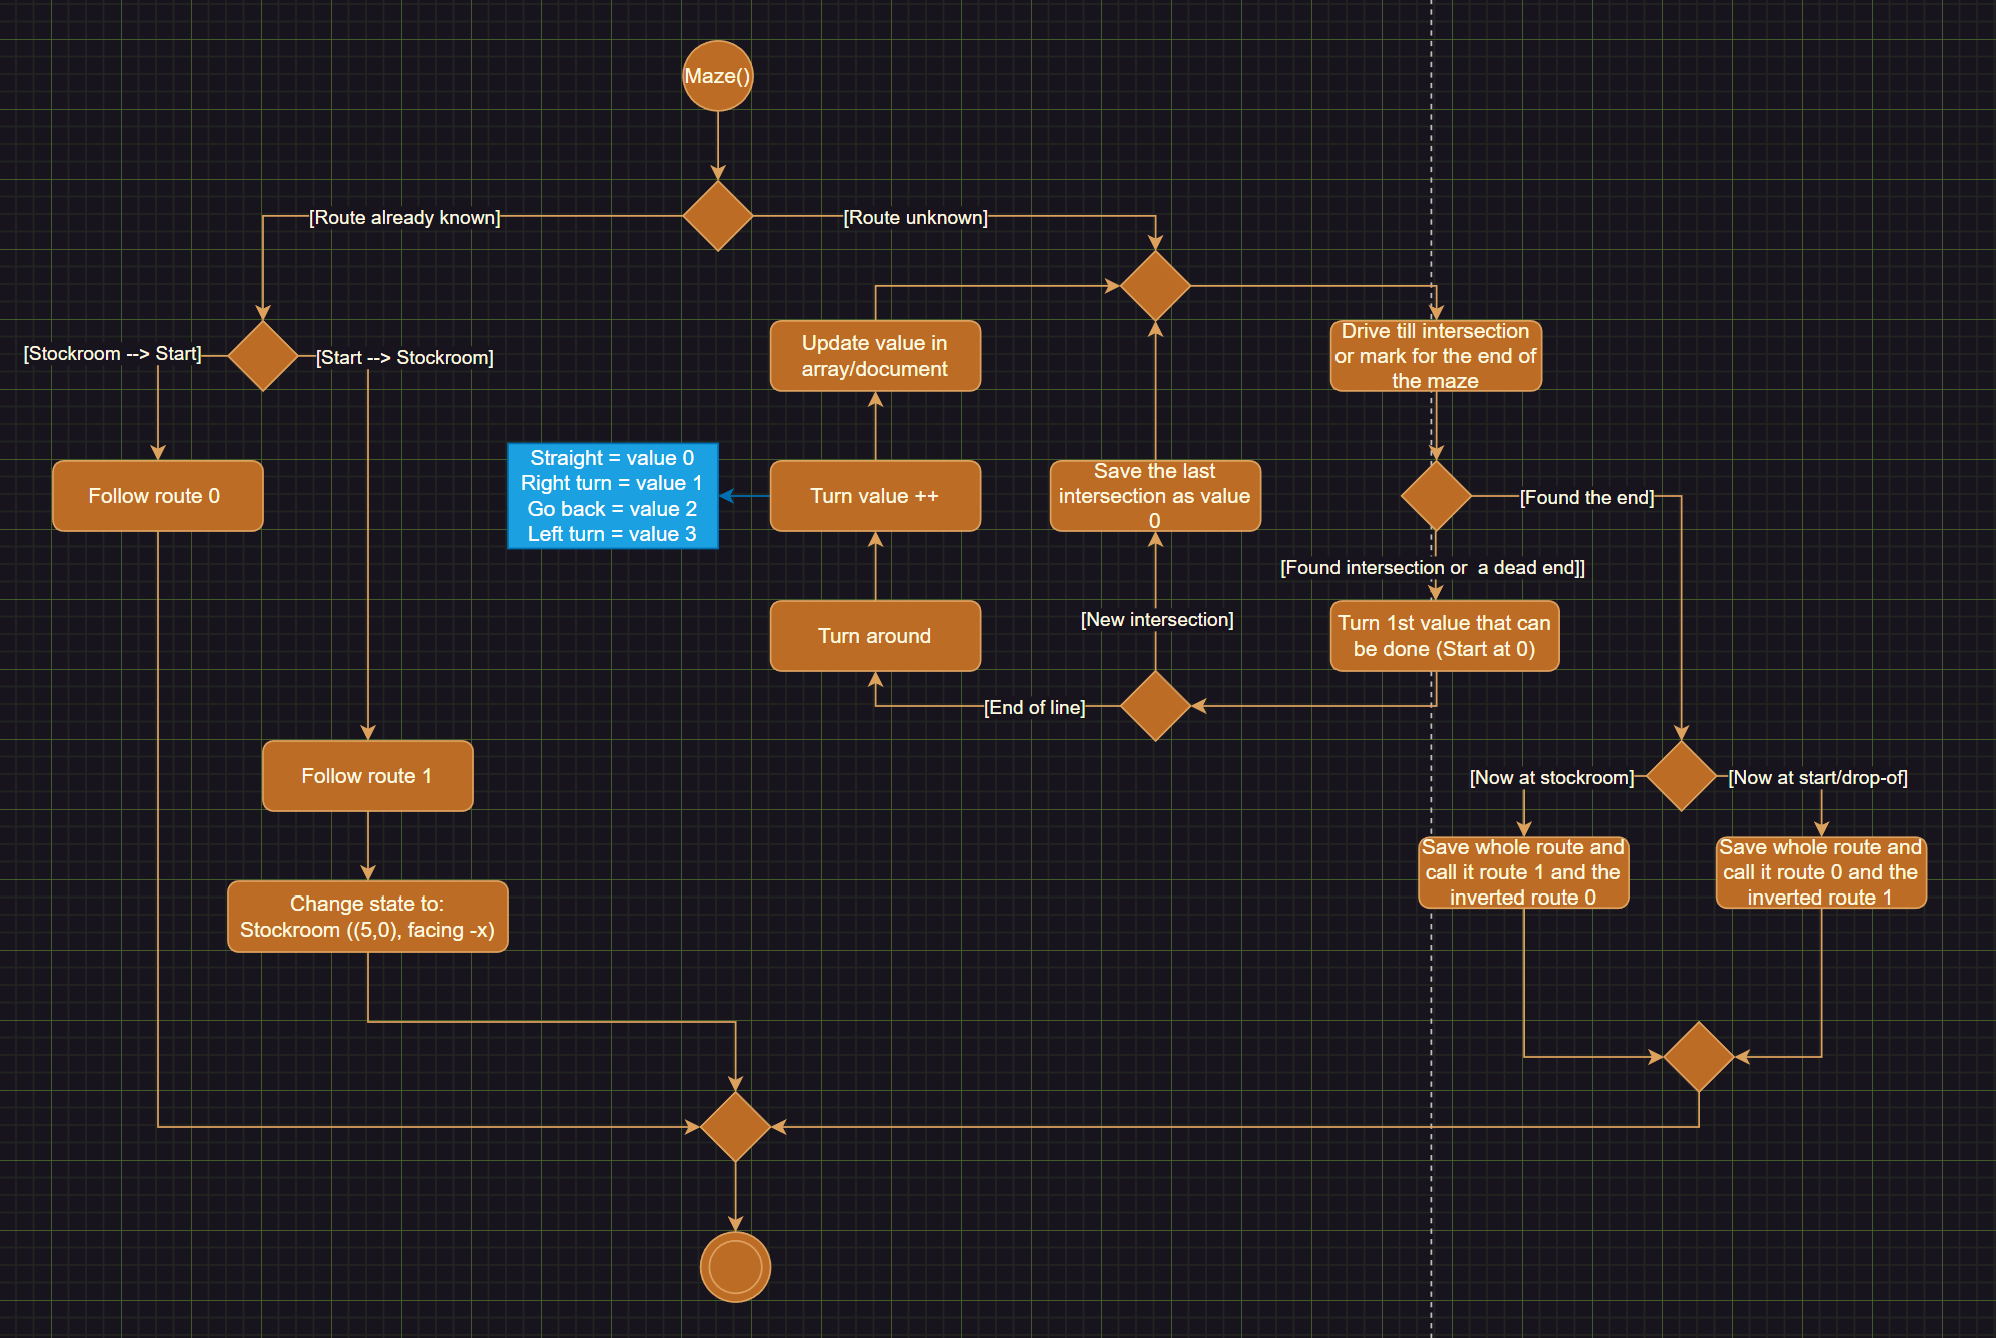 Maze()
[Route already known]
[Route unknown]
Update value in
array/document
Drive till intersection
or mark for the end of
the maze
[Stockroom --> Start]
[Start --> Stockroom]
Straight = value 0
Right turn = value 1
Go back = value 2
Left turn = value 3
Follow route 0
Turn value ++
Save the last
intersection as value
0
[Found the end]
[Found intersection or  a dead end]]
[New intersection]
Turn around
Turn 1st value that can
be done (Start at 0)
[End of line]
Follow route 1
[Now at stockroom]
[Now at start/drop-of]
Save whole route and
call it route 1 and the
inverted route 0
Save whole route and
call it route 0 and the
inverted route 1
Change state to:
Stockroom ((5,0), facing -x)